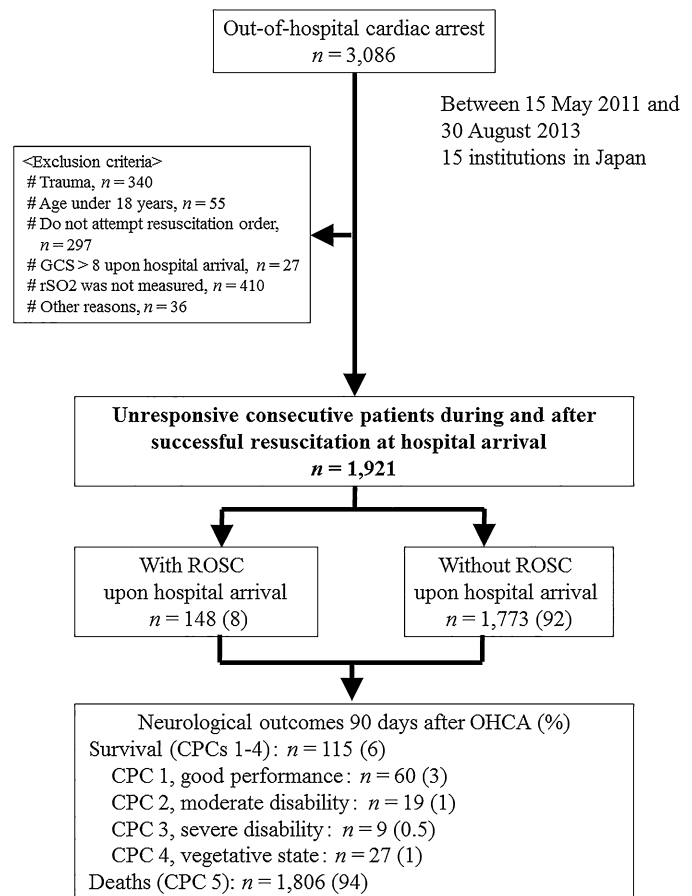 Out-of-hospital cardiac arrest
n = 3,086
Between 15 May 2011 and
30 August 2013
15 institutions in Japan
<Exclusion criteria>
# Trauma, n = 340
# Age under 18 years, n = 55
# Do not attempt resuscitation order,
n = 297
# GCS > 8 upon hospital arrival, n = 27
# rSO2 was not measured, n = 410
# Other reasons, n = 36
Unresponsive consecutive patients during and after
successful resuscitation at hospital arrival
n = 1,921
With ROSC
upon hospital arrival
n = 148 (8)
Without ROSC
upon hospital arrival
n = 1,773 (92)
Neurological outcomes 90 days after OHCA (%)
Survival (CPCs 1-4): n = 115 (6)
CPC 1, good performance: n = 60 (3)
CPC 2, moderate disability: n = 19 (1)
CPC 3, severe disability: n = 9 (0.5)
CPC 4, vegetative state: n = 27 (1)
Deaths (CPC 5): n = 1,806 (94)